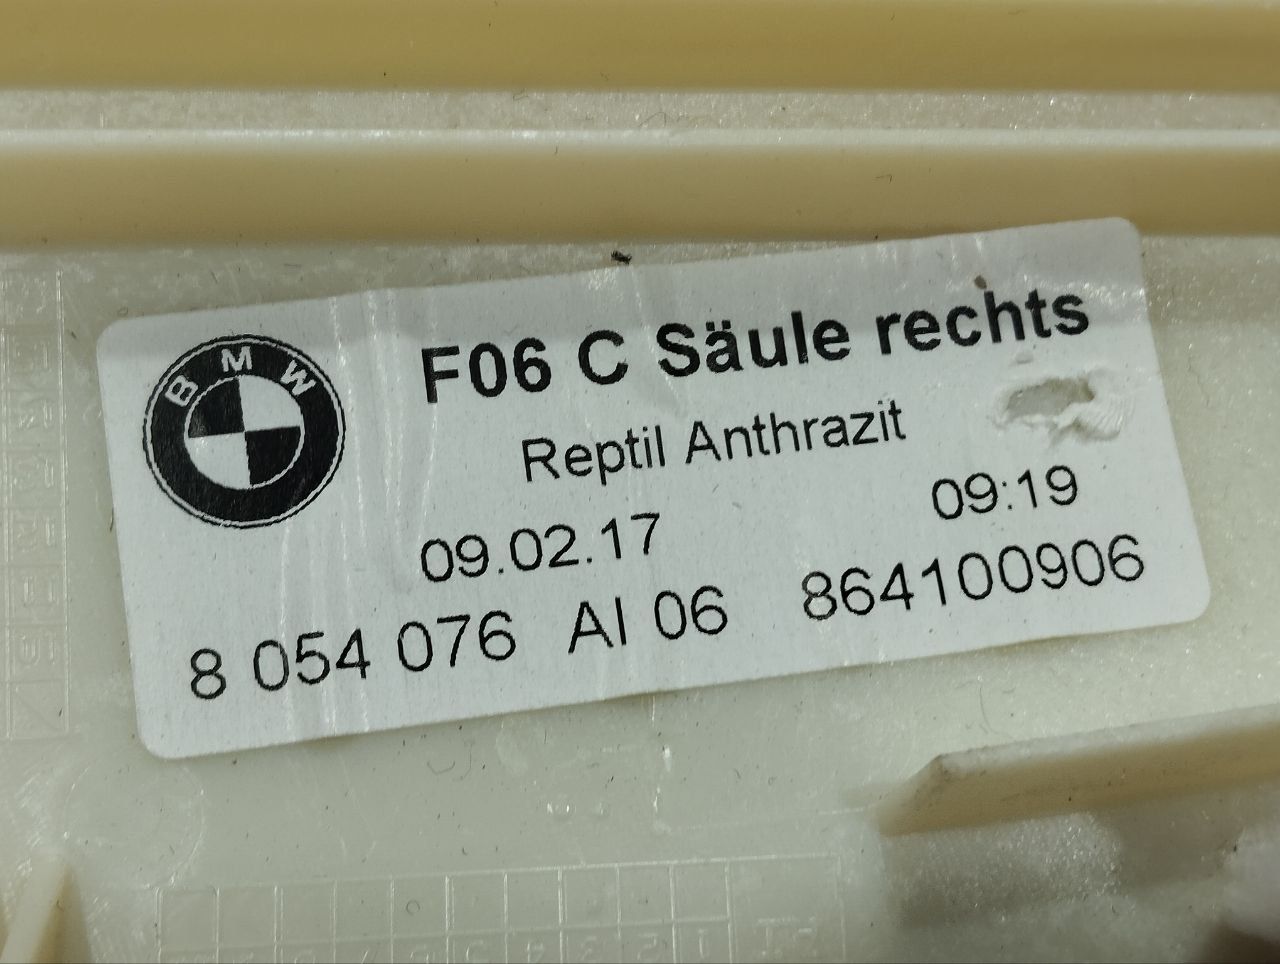 BMW
F06 C Säule rechts
Reptil Anthrazit
09.02.17 09:19
8 054 076 AI 06 864100906